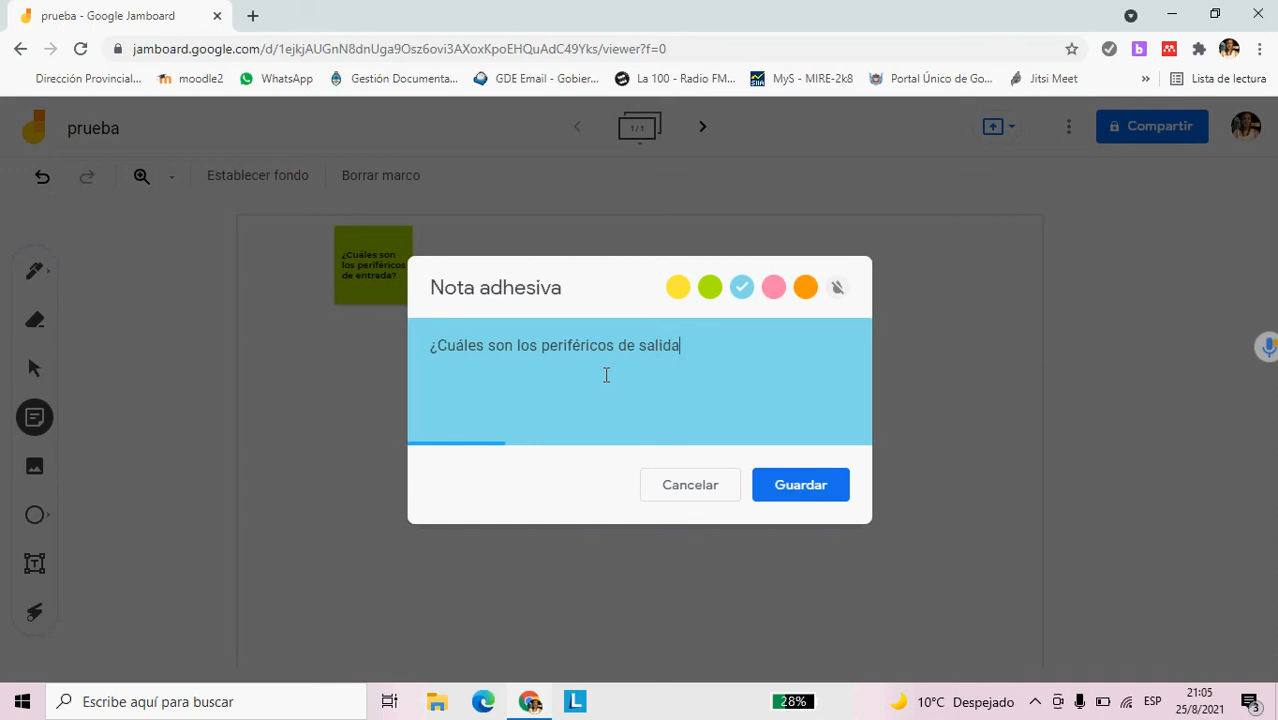 prueba - Google Jamboard
jamboard.google.com/d/1ejkjAUGnN8dnUga9Osz6ovi3AXoxKpoEHQuAdC49Yks/viewer?f=0
Dirección Provincial... moodle2 WhatsApp Gestión Documenta... GDE Email - Gobier... La 100 - Radio FM... MyS - MIRE-2k8 Portal Único de Go... Jitsi Meet » Lista de lectura
prueba
1/1
Compartir
Establecer fondo
Borrar marco
¿Cuáles son
los periféricos
de entrada?
Nota adhesiva
¿Cuáles son los periféricos de salida
Cancelar
Guardar
Escribe aquí para buscar
L
28%
10°C Despejado
ESP
21:05
25/8/2021
3